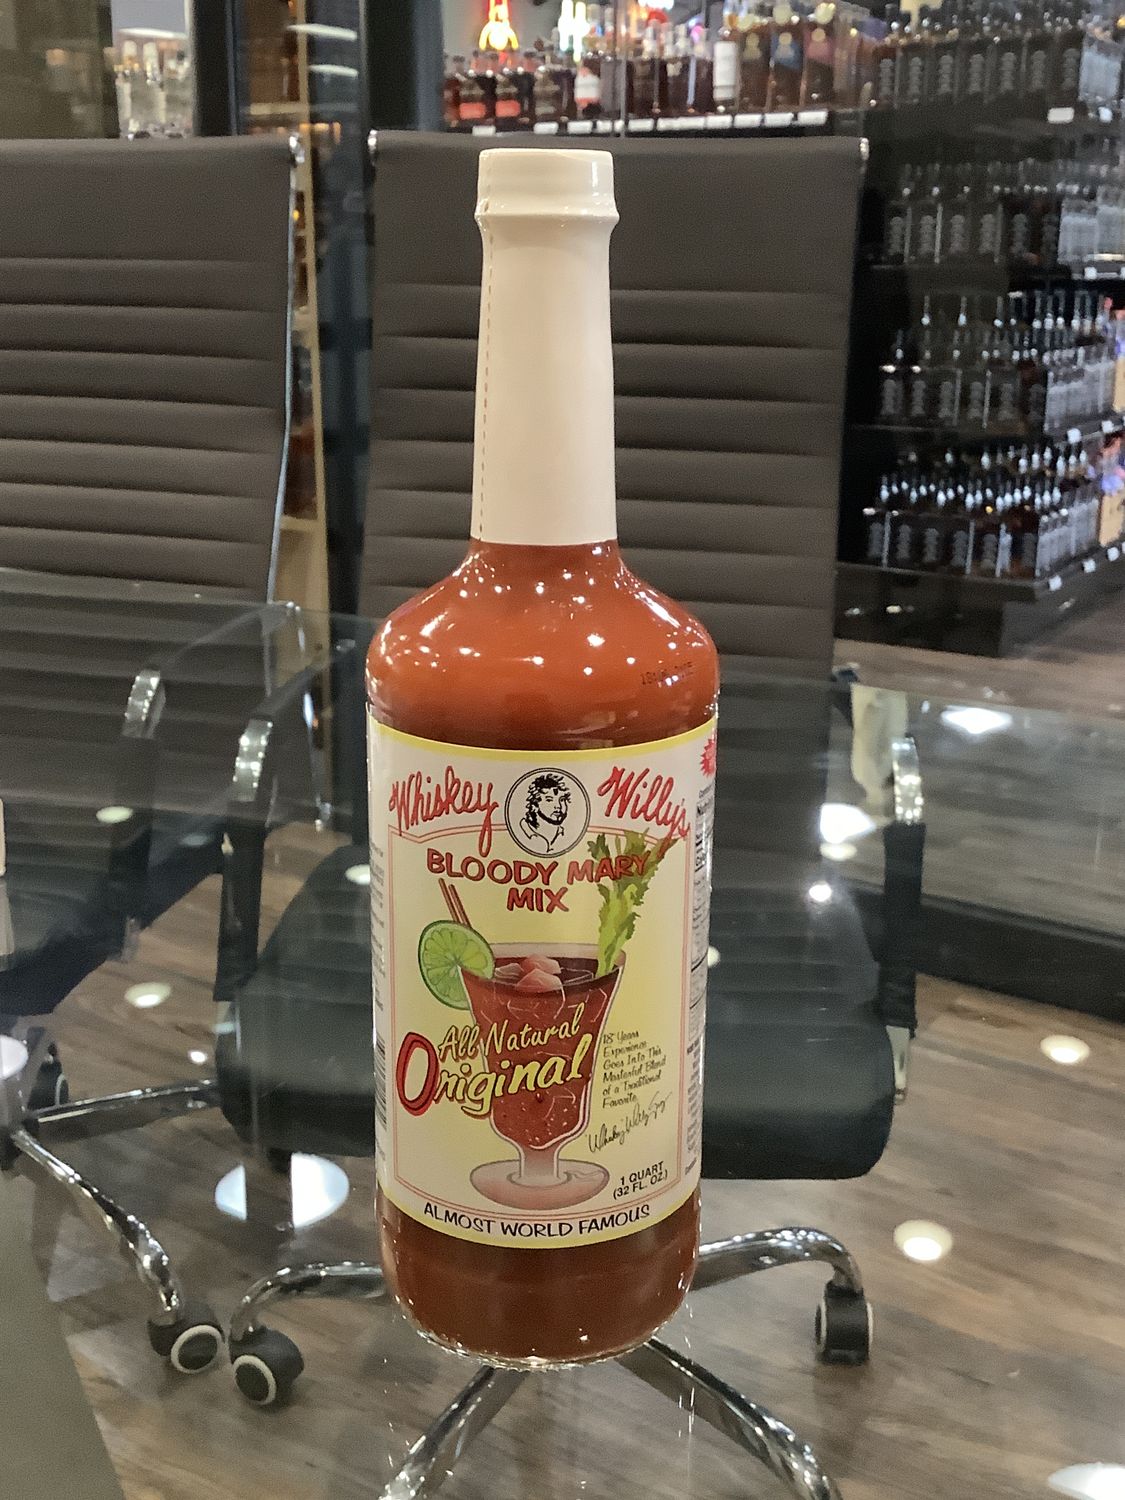 Whiskey Willy's
BLOODY MARY
MIX
All Natural
Original
18 Years
Experience
Goes Into This
Masterful Blend
of a Traditional
Favorite
1 QUART
(32 FL. OZ.)
ALMOST WORLD FAMOUS